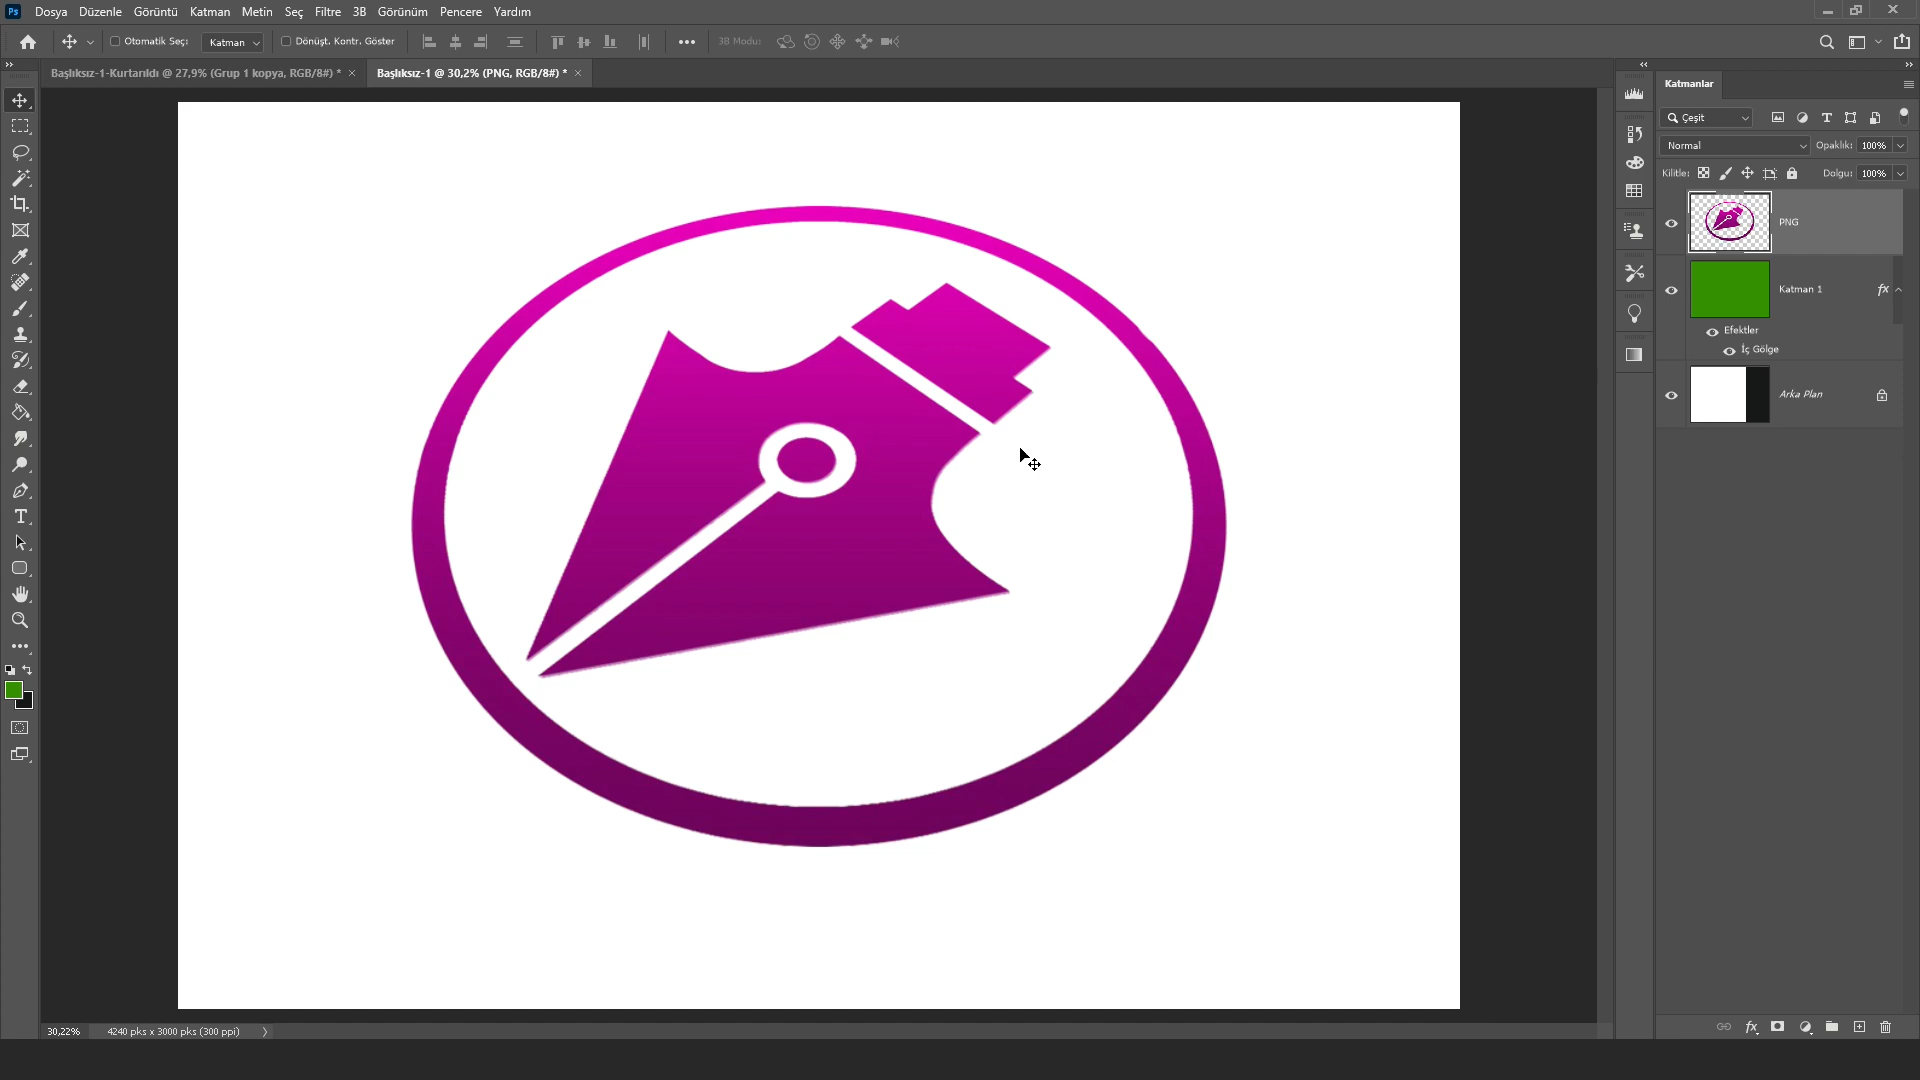 Ps Dosya Düzenle Görüntü Katman Metin Seç Filtre 3B Görünüm Pencere Yardım
Otomatik Seç: Katman Dönüşt. Kontr. Göster 3B Modu:
Başlıksız-1-Kurtarıldı @ 27,9% (Grup 1 kopya, RGB/8#) * Başlıksız-1 @ 30,2% (PNG, RGB/8#) *
Katmanlar
Çeşit
Normal Opaklık: 100%
Kilitle: Dolgu: 100%
PNG
Katman 1 fx
Efektler
İç Gölge
Arka Plan
30,22% 4240 pks x 3000 pks (300 ppi)
fx